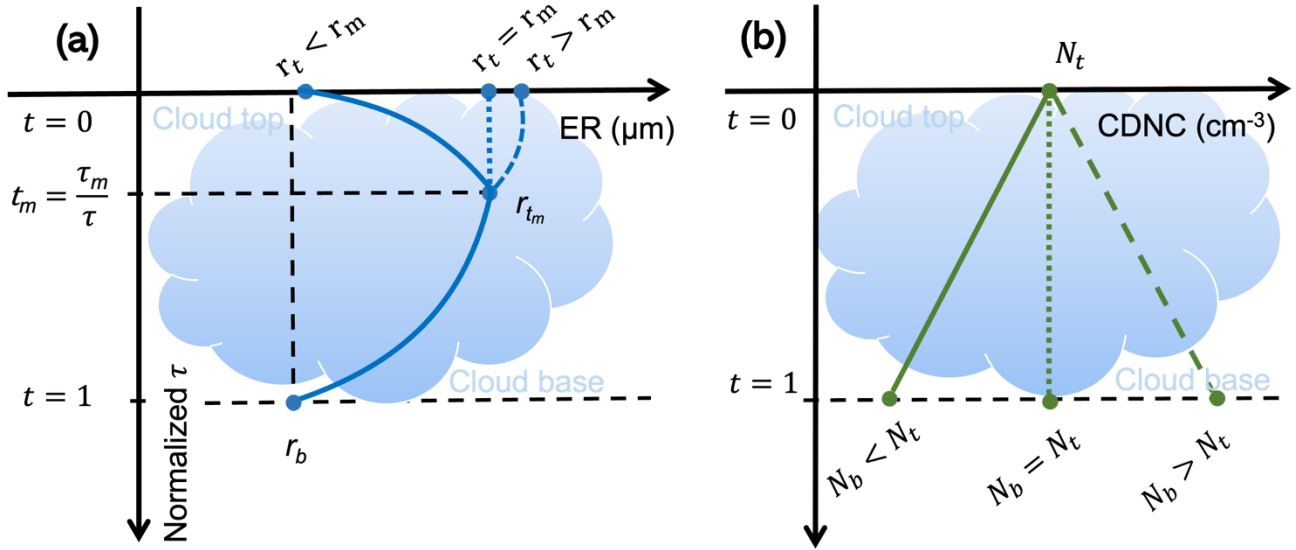 (a)
r_t < r_m
r_t = r_m
r_t > r_m
Cloud top
ER (μm)
t = 0
t_m = τ_m/τ
r_{t_m}
Cloud base
t = 1
r_b
Normalized τ
(b)
N_t
Cloud top
CDNC (cm⁻³)
t = 0
Cloud base
t = 1
N_b < N_t
N_b = N_t
N_b > N_t